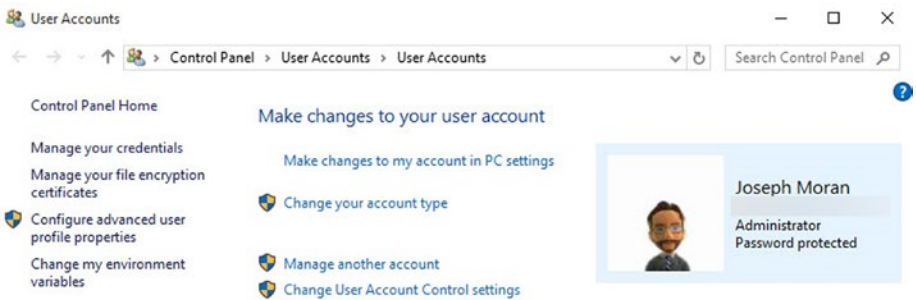 User Accounts
Control Panel > User Accounts > User Accounts
Search Control Panel
?
Control Panel Home
Manage your credentials
Manage your file encryption
certificates
Configure advanced user
profile properties
Change my environment
variables
Make changes to your user account
Make changes to my account in PC settings
Change your account type
Manage another account
Change User Account Control settings
Joseph Moran
Administrator
Password protected